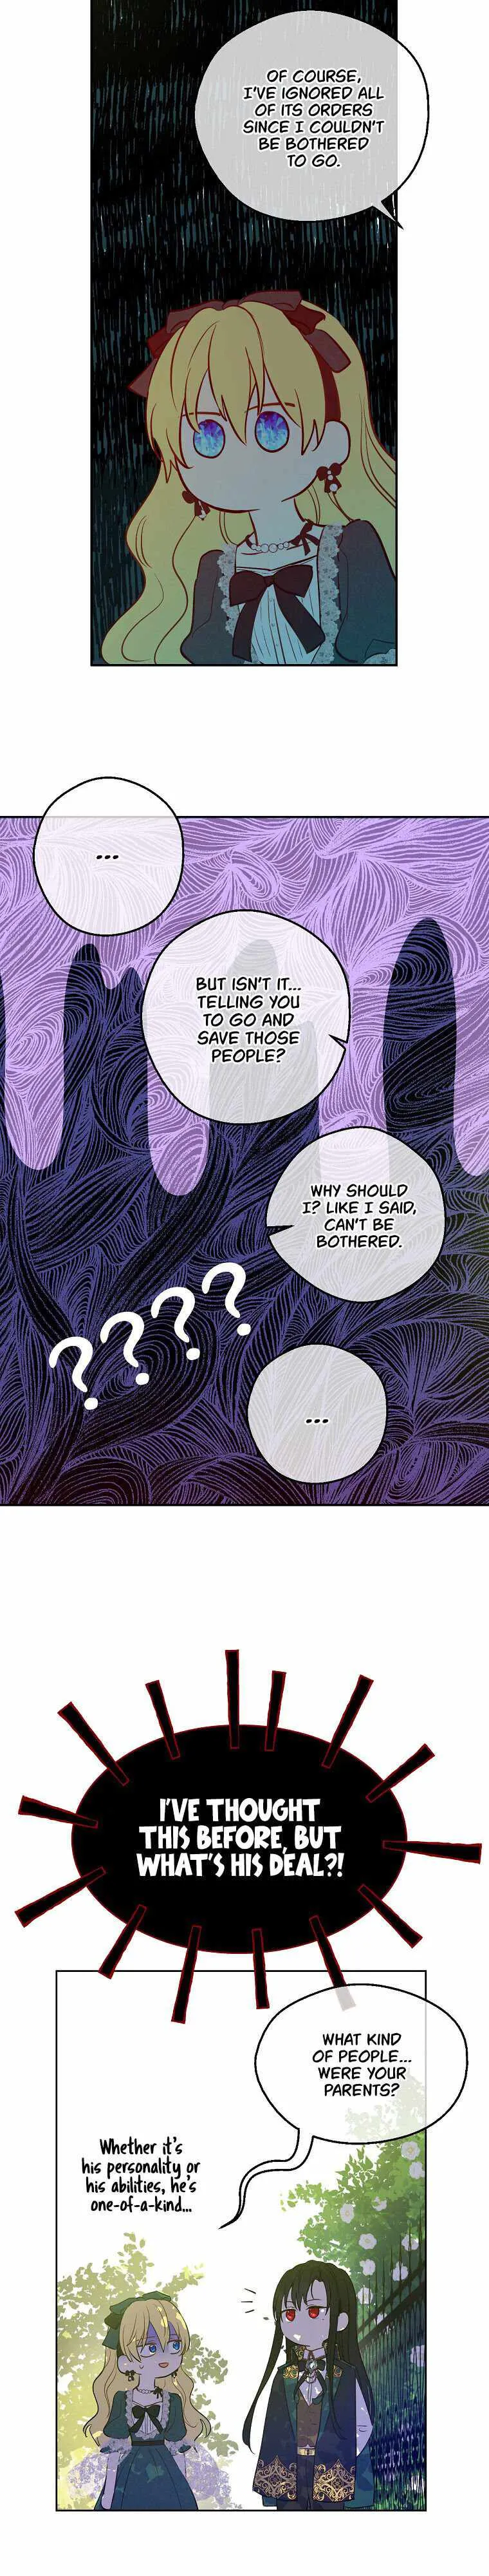 OF COURSE,
I'VE IGNORED ALL
OF ITS ORDERS
SINCE I COULDN'T
BE BOTHERED
TO GO.
...
BUT ISN'T IT...
TELLING YOU
TO GO AND
SAVE THOSE
PEOPLE?
WHY SHOULD
I? LIKE I SAID,
CAN'T BE
BOTHERED.
????
...
I'VE THOUGHT
THIS BEFORE, BUT
WHAT'S HIS DEAL?!
WHAT KIND
OF PEOPLE...
WERE YOUR
PARENTS?
Whether it's
his personality or
his abilities, he's
one-of-a-kind...